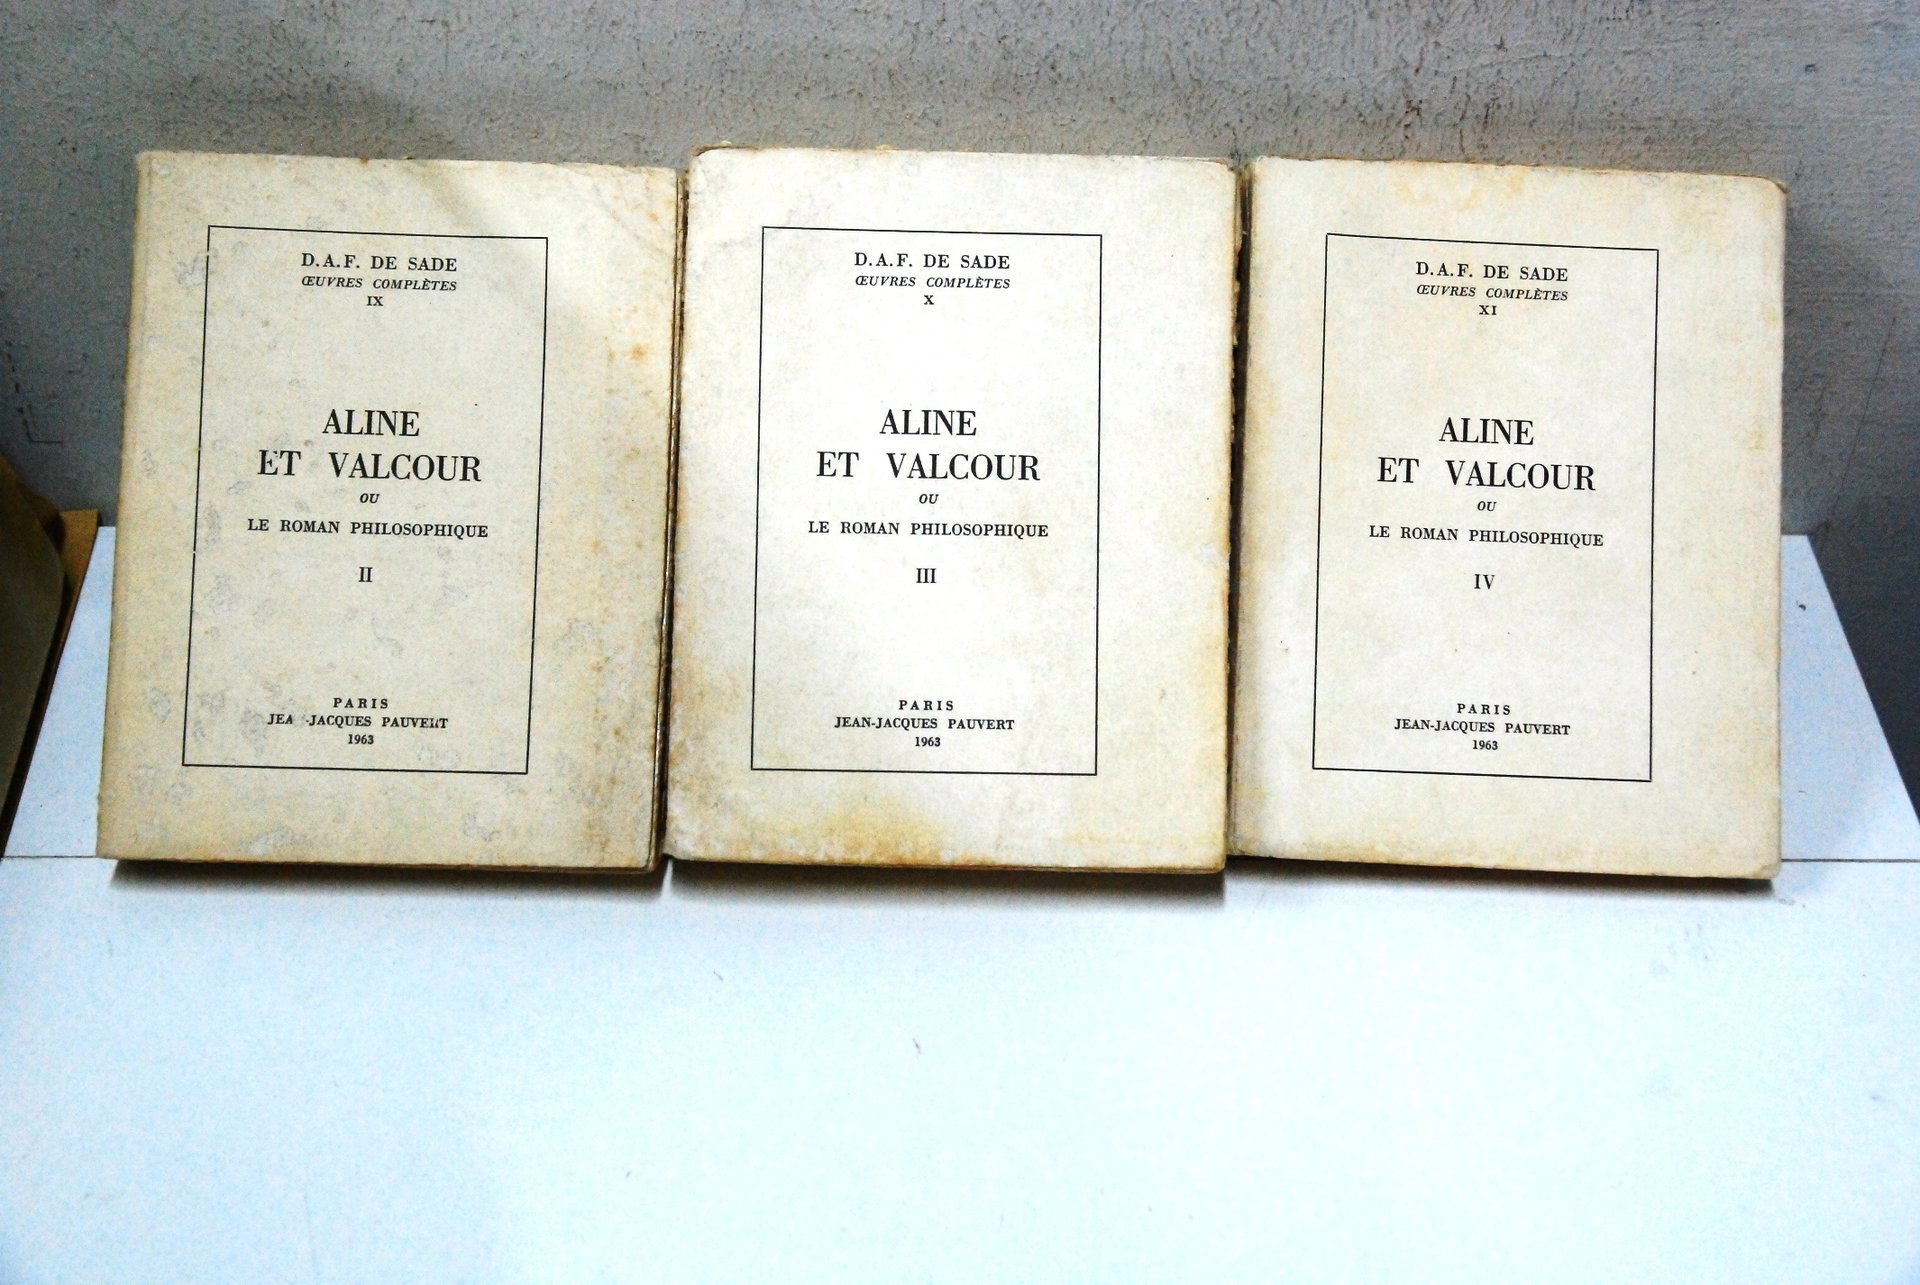 D.A.F. DE SADE
ŒUVRES COMPLÈTES
IX
ALINE
ET VALCOUR
OU
LE ROMAN PHILOSOPHIQUE
II
PARIS
JEA -JACQUES PAUVERT
1963
D.A.F. DE SADE
ŒUVRES COMPLÈTES
X
ALINE
ET VALCOUR
OU
LE ROMAN PHILOSOPHIQUE
III
PARIS
JEAN-JACQUES PAUVERT
1963
D.A.F. DE SADE
ŒUVRES COMPLÈTES
XI
ALINE
ET VALCOUR
OU
LE ROMAN PHILOSOPHIQUE
IV
PARIS
JEAN-JACQUES PAUVERT
1963